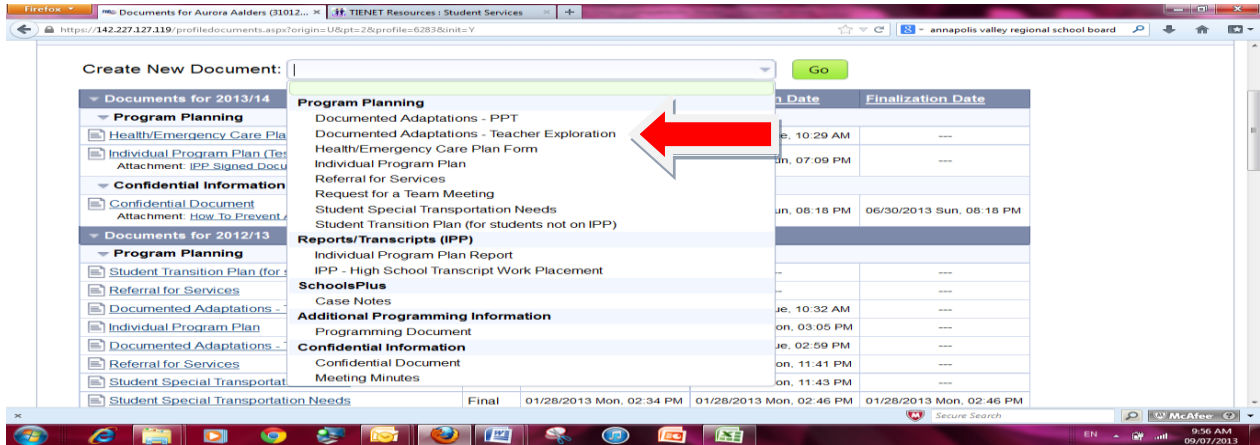 Firefox
Documents for Aurora Aalders (31012... × TIENET Resources : Student Services × +
https://142.227.127.119/profiledocuments.aspx?origin=U&pt=2&profile=6283&init=Y annapolis valley regional school board
Create New Document: Go
Program Planning
Documented Adaptations - PPT
Documented Adaptations - Teacher Exploration
Health/Emergency Care Plan Form
Individual Program Plan
Referral for Services
Request for a Team Meeting
Student Special Transportation Needs
Student Transition Plan (for students not on IPP)
Reports/Transcripts (IPP)
Individual Program Plan Report
IPP - High School Transcript Work Placement
SchoolsPlus
Case Notes
Additional Programming Information
Programming Document
Confidential Information
Confidential Document
Meeting Minutes
Documents for 2013/14 n Date Finalization Date
Program Planning
Health/Emergency Care Pla e, 10:29 AM ---
Individual Program Plan (Tes un, 07:09 PM ---
Attachment: IPP Signed Docu
Confidential Information
Confidential Document un, 08:18 PM 06/30/2013 Sun, 08:18 PM
Attachment: How To Prevent A
Documents for 2012/13
Program Planning
Student Transition Plan (for s -- ---
Referral for Services - ---
Documented Adaptations - T ue, 10:32 AM ---
Individual Program Plan on, 03:05 PM ---
Documented Adaptations - T ue, 02:59 PM ---
Referral for Services on, 11:41 PM ---
Student Special Transportat on, 11:43 PM ---
Student Special Transportation Needs Final 01/28/2013 Mon, 02:34 PM 01/28/2013 Mon, 02:46 PM 01/28/2013 Mon, 02:46 PM
× Secure Search McAfee
EN 9:56 AM
09/07/2013